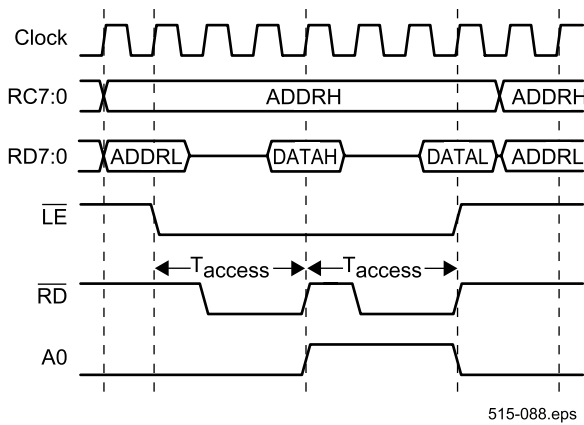 Clock
RC7:0 ADDRH ADDRH
RD7:0 ADDRL DATAH DATAL ADDRL
LE
Taccess Taccess
RD
A0
515-088.eps